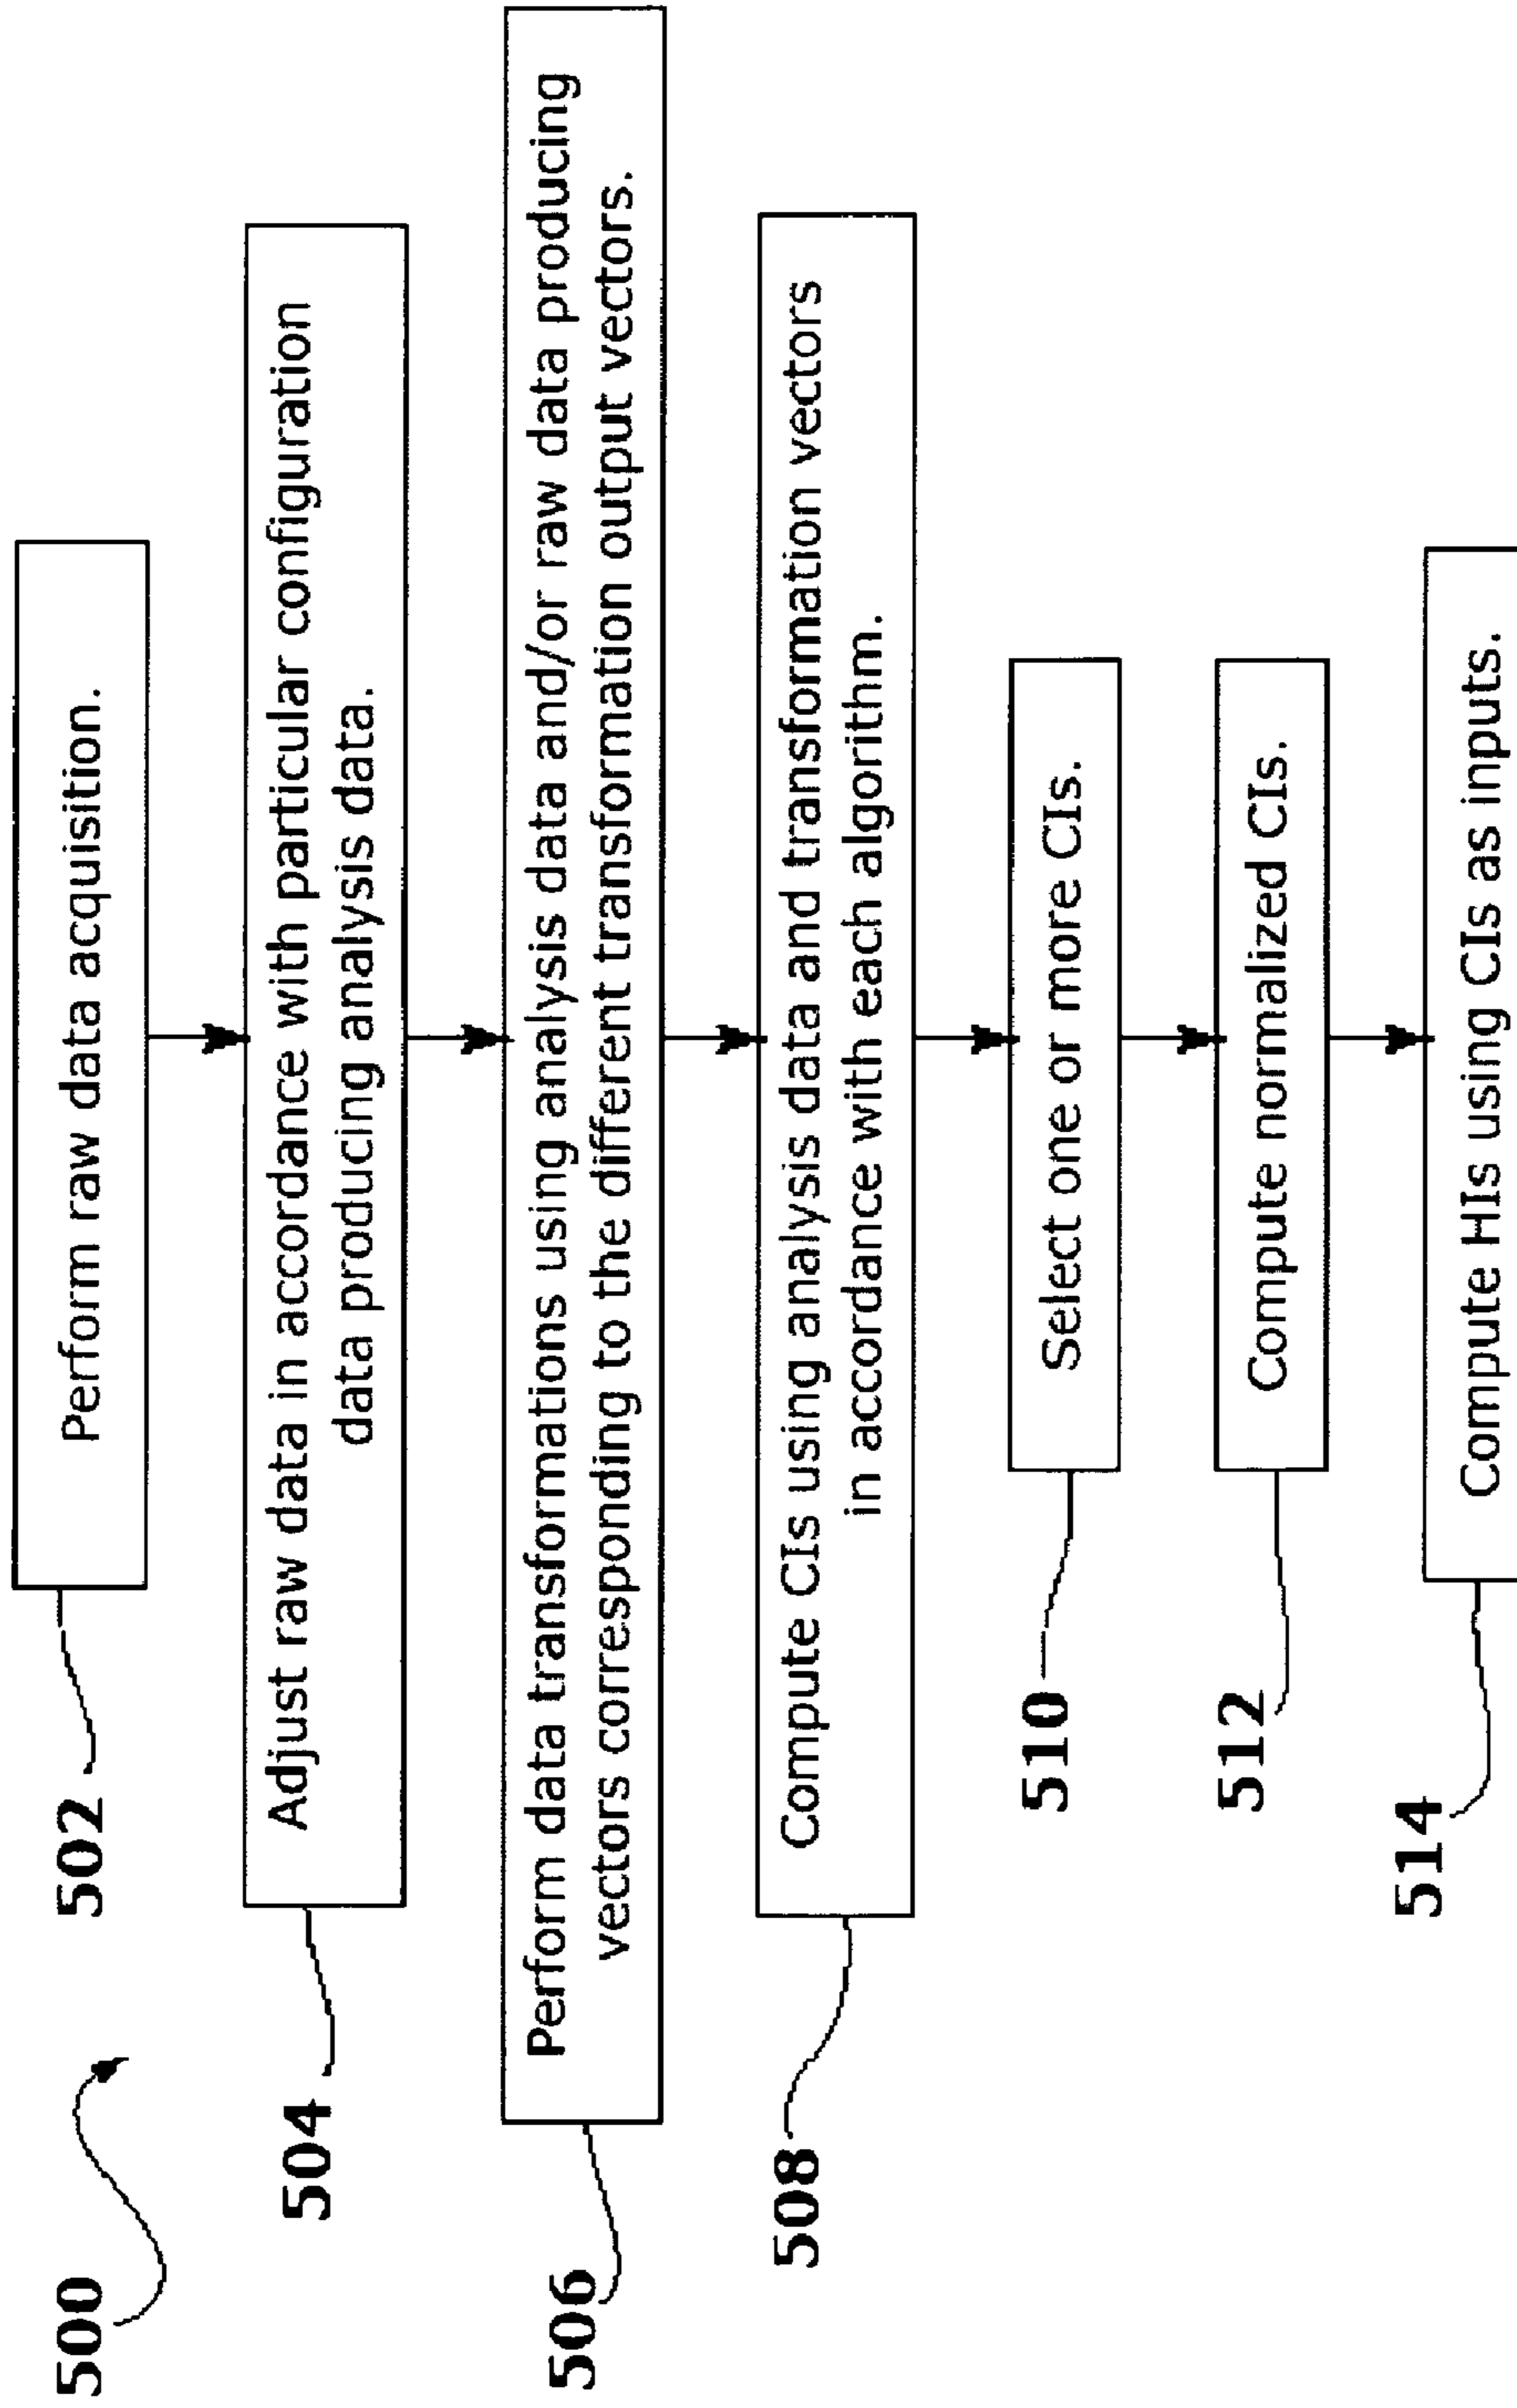 500
502
Perform raw data acquisition.
504
Adjust raw data in accordance with particular configuration
data producing analysis data.
506
Perform data transformations using analysis data and/or raw data producing
vectors corresponding to the different transformation output vectors.
508
Compute CIs using analysis data and transformation vectors
in accordance with each algorithm.
510
Select one or more CIs.
512
Compute normalized CIs.
514
Compute HIs using CIs as inputs.